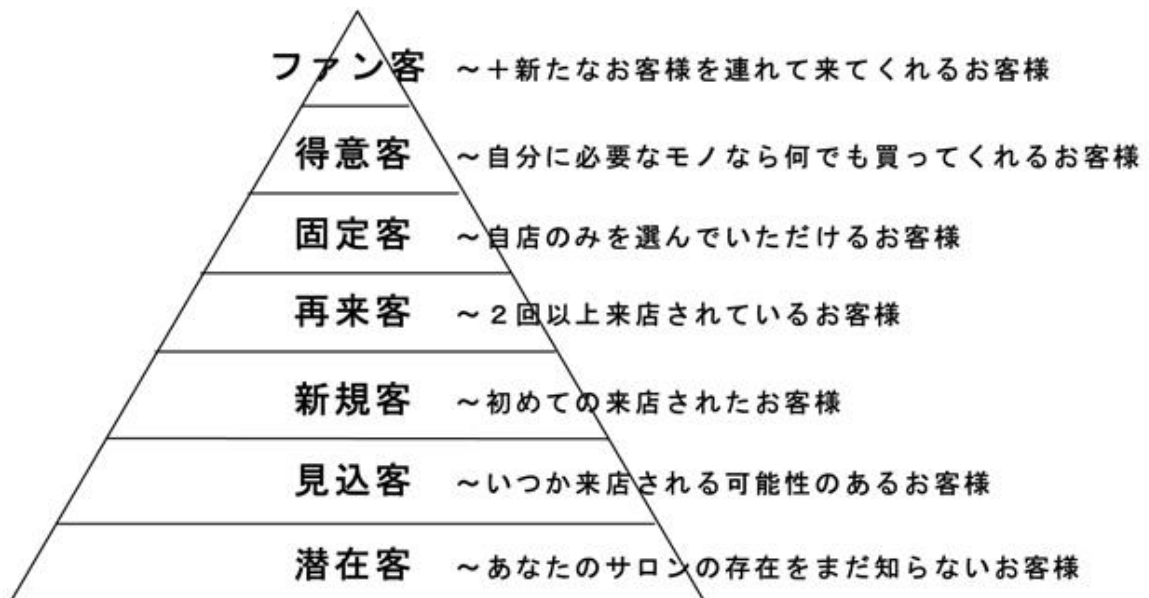 ファン客 ～＋新たなお客様を連れて来てくれるお客様
得意客 ～自分に必要なモノなら何でも買ってくれるお客様
固定客 ～自店のみを選んでいただけるお客様
再来客 ～２回以上来店されているお客様
新規客 ～初めての来店されたお客様
見込客 ～いつか来店される可能性のあるお客様
潜在客 ～あなたのサロンの存在をまだ知らないお客様